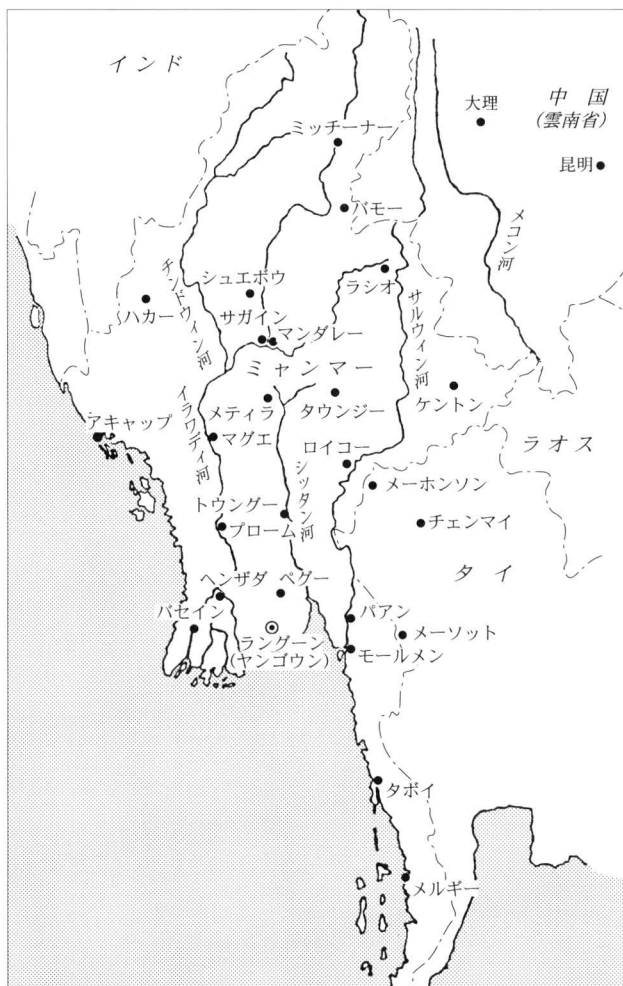 インド
中国
(雲南省)
大理
昆明
ミッチーナー
バモー
メコン河
チンドウィン河
シュエボウ
ラシオ
サルウィン河
ハカー
サガイン
マンダレー
ミャンマー
ケントン
メティラ
タウンジー
アキャップ
イラワディ河
マグエ
ロイコー
ラオス
シッタン河
メーホンソン
トウングー
プローム
チェンマイ
タイ
ヘンザダ
ペグー
バセイン
パアン
ラングーン
(ヤンゴウン)
メーソット
モールメン
タボイ
メルギー